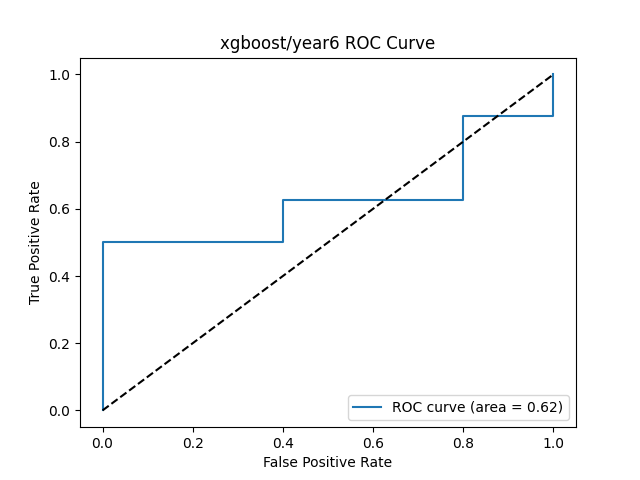 xgboost/year6 ROC Curve
1.0
0.8
0.6
0.4
0.2
0.0
True Positive Rate
ROC curve (area = 0.62)
0.0 0.2 0.4 0.6 0.8 1.0
False Positive Rate